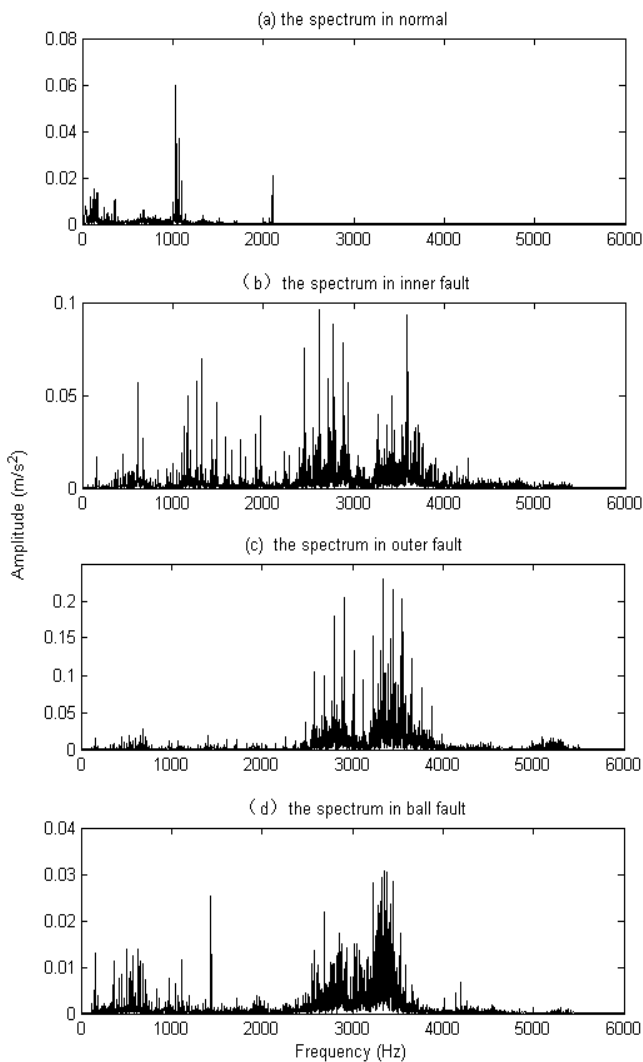 (a) the spectrum in normal
0.08
0.06
0.04
0.02
0
0 1000 2000 3000 4000 5000 6000
（b） the spectrum in inner fault
0.1
0.05
0
0 1000 2000 3000 4000 5000 6000
Amplitude (m/s²)
(c) the spectrum in outer fault
0.2
0.15
0.1
0.05
0
0 1000 2000 3000 4000 5000 6000
（d） the spectrum in ball fault
0.04
0.03
0.02
0.01
0
0 1000 2000 3000 4000 5000 6000
Frequency (Hz)